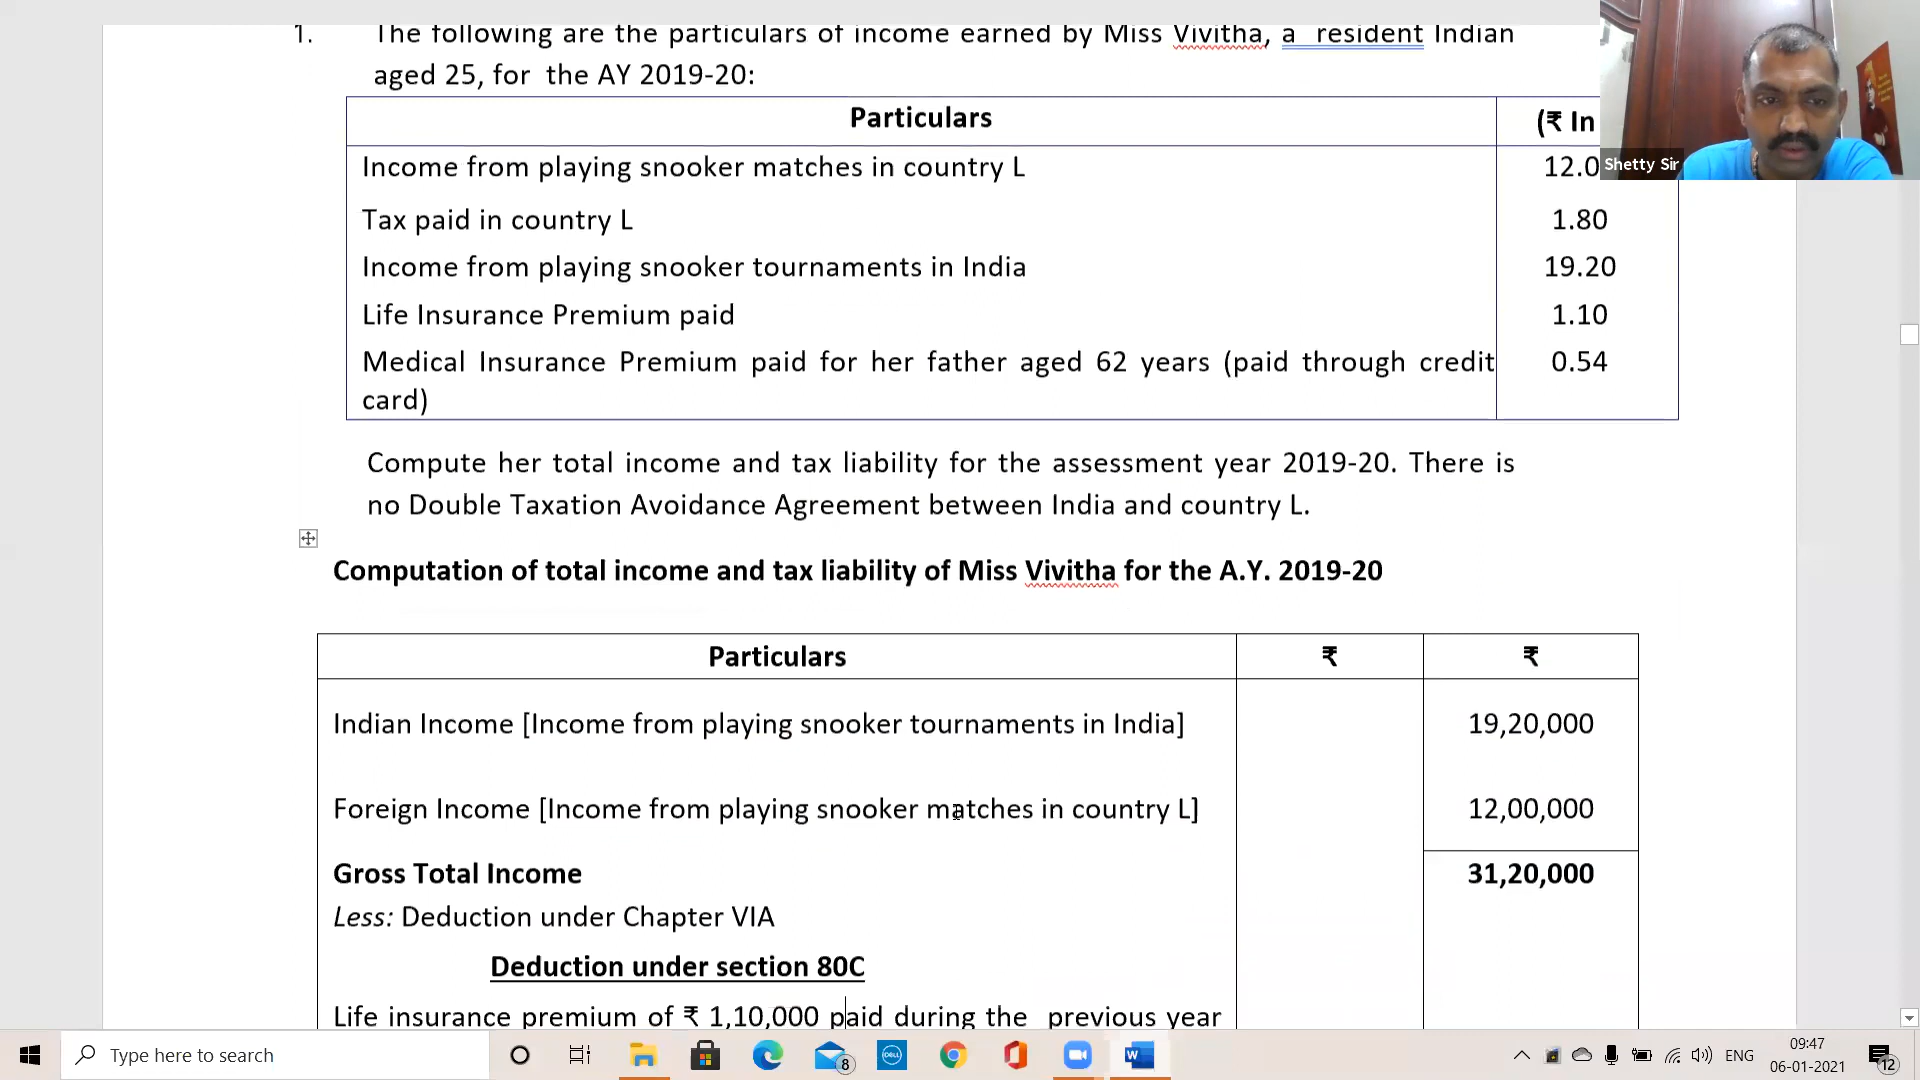 1. The following are the particulars of income earned by Miss Vivitha, a resident Indian
aged 25, for the AY 2019-20:
Particulars (₹ In
Income from playing snooker matches in country L 12.0
Shetty Sir
Tax paid in country L 1.80
Income from playing snooker tournaments in India 19.20
Life Insurance Premium paid 1.10
Medical Insurance Premium paid for her father aged 62 years (paid through credit 0.54
card)
Compute her total income and tax liability for the assessment year 2019-20. There is
no Double Taxation Avoidance Agreement between India and country L.
Computation of total income and tax liability of Miss Vivitha for the A.Y. 2019-20
Particulars ₹ ₹
Indian Income [Income from playing snooker tournaments in India] 19,20,000
Foreign Income [Income from playing snooker matches in country L] 12,00,000
Gross Total Income 31,20,000
Less: Deduction under Chapter VIA
Deduction under section 80C
Life insurance premium of ₹ 1,10,000 paid during the previous year
Type here to search
8
DELL
W
ENG
09:47
06-01-2021
12